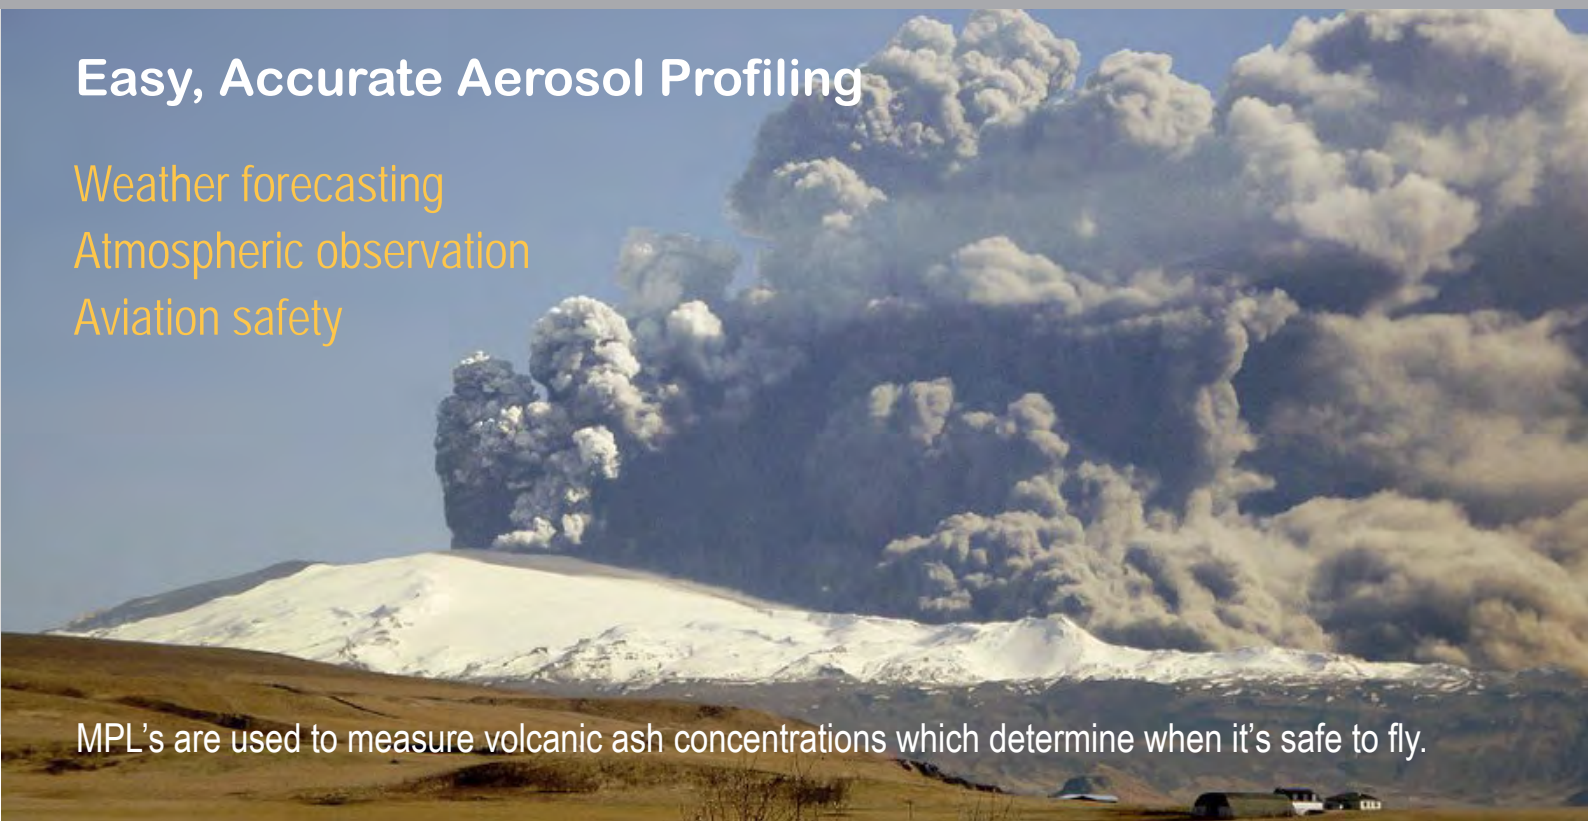 Easy, Accurate Aerosol Profiling
Weather forecasting
Atmospheric observation
Aviation safety
MPL’s are used to measure volcanic ash concentrations which determine when it’s safe to fly.